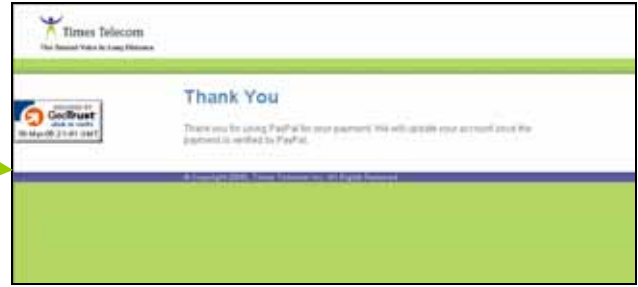 Times Telecom
The Smart Voice in Long Distance
SECURED BY
GeoTrust
click to verify
Thank You
Thank you for using PayPal for your payment. We will update your account once the
payment is verified by PayPal.
© Copyright 2005, Times Telecom Inc. All Rights Reserved